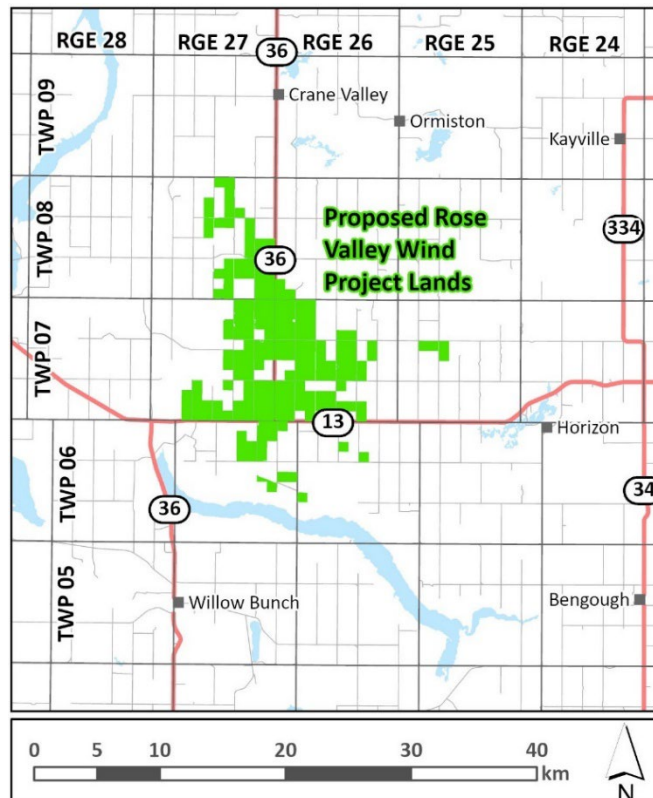 RGE 28
RGE 27
36
RGE 26
RGE 25
RGE 24
TWP 09
Crane Valley
Ormiston
Kayville
TWP 08
Proposed Rose
Valley Wind
Project Lands
36
334
TWP 07
13
Horizon
TWP 06
36
34
TWP 05
Willow Bunch
Bengough
0 5 10 20 30 40
km
N